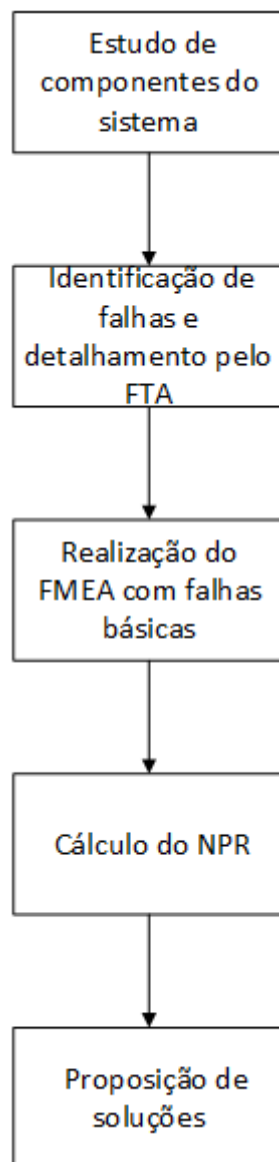 Estudo de
componentes do
sistema
Identificação de
falhas e
detalhamento pelo
FTA
Realização do
FMEA com falhas
básicas
Cálculo do NPR
Proposição de
soluções